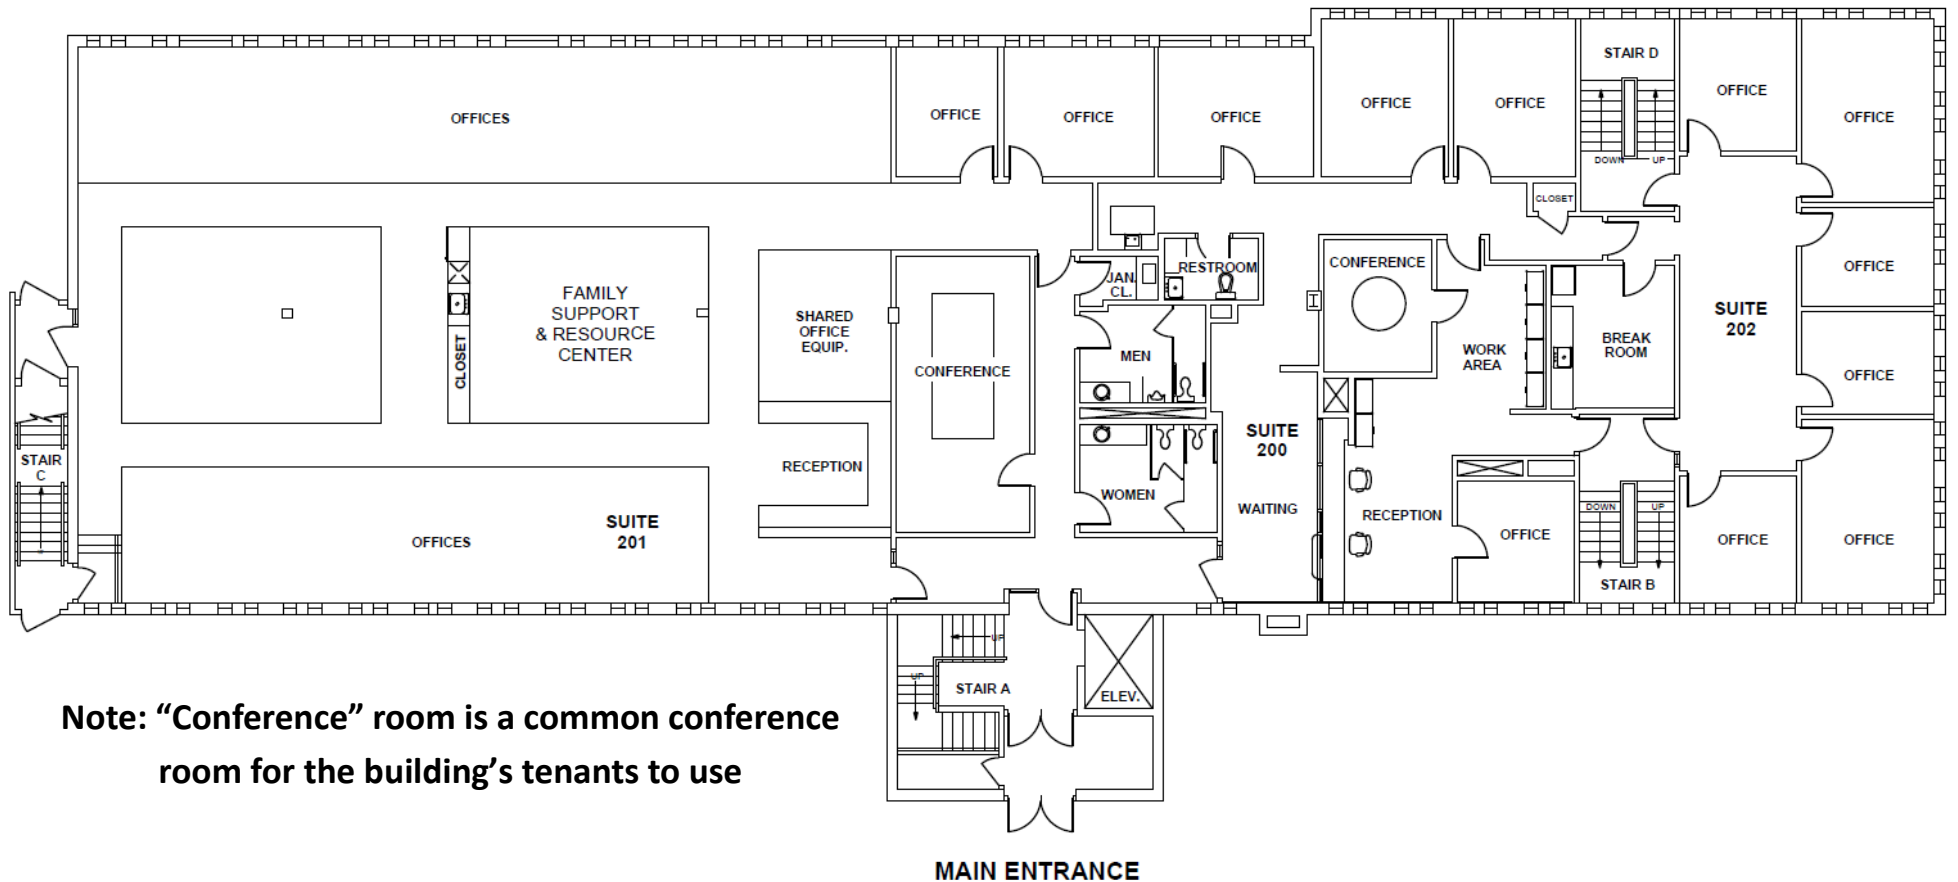 STAIR D
OFFICES
OFFICE
OFFICE
OFFICE
OFFICE
OFFICE
OFFICE
OFFICE
DOWN
UP
CLOSET
FAMILY
SUPPORT
& RESOURCE
CENTER
CLOSET
SHARED
OFFICE
EQUIP.
CONFERENCE
JAN.
CL.
RESTROOM
CONFERENCE
OFFICE
SUITE
202
MEN
WORK
AREA
BREAK
ROOM
OFFICE
STAIR
C
RECEPTION
WOMEN
SUITE
200
WAITING
RECEPTION
OFFICE
DOWN
UP
STAIR B
OFFICE
OFFICE
OFFICES
SUITE
201
UP
UP
STAIR A
ELEV.
Note: “Conference” room is a common conference
room for the building’s tenants to use
MAIN ENTRANCE